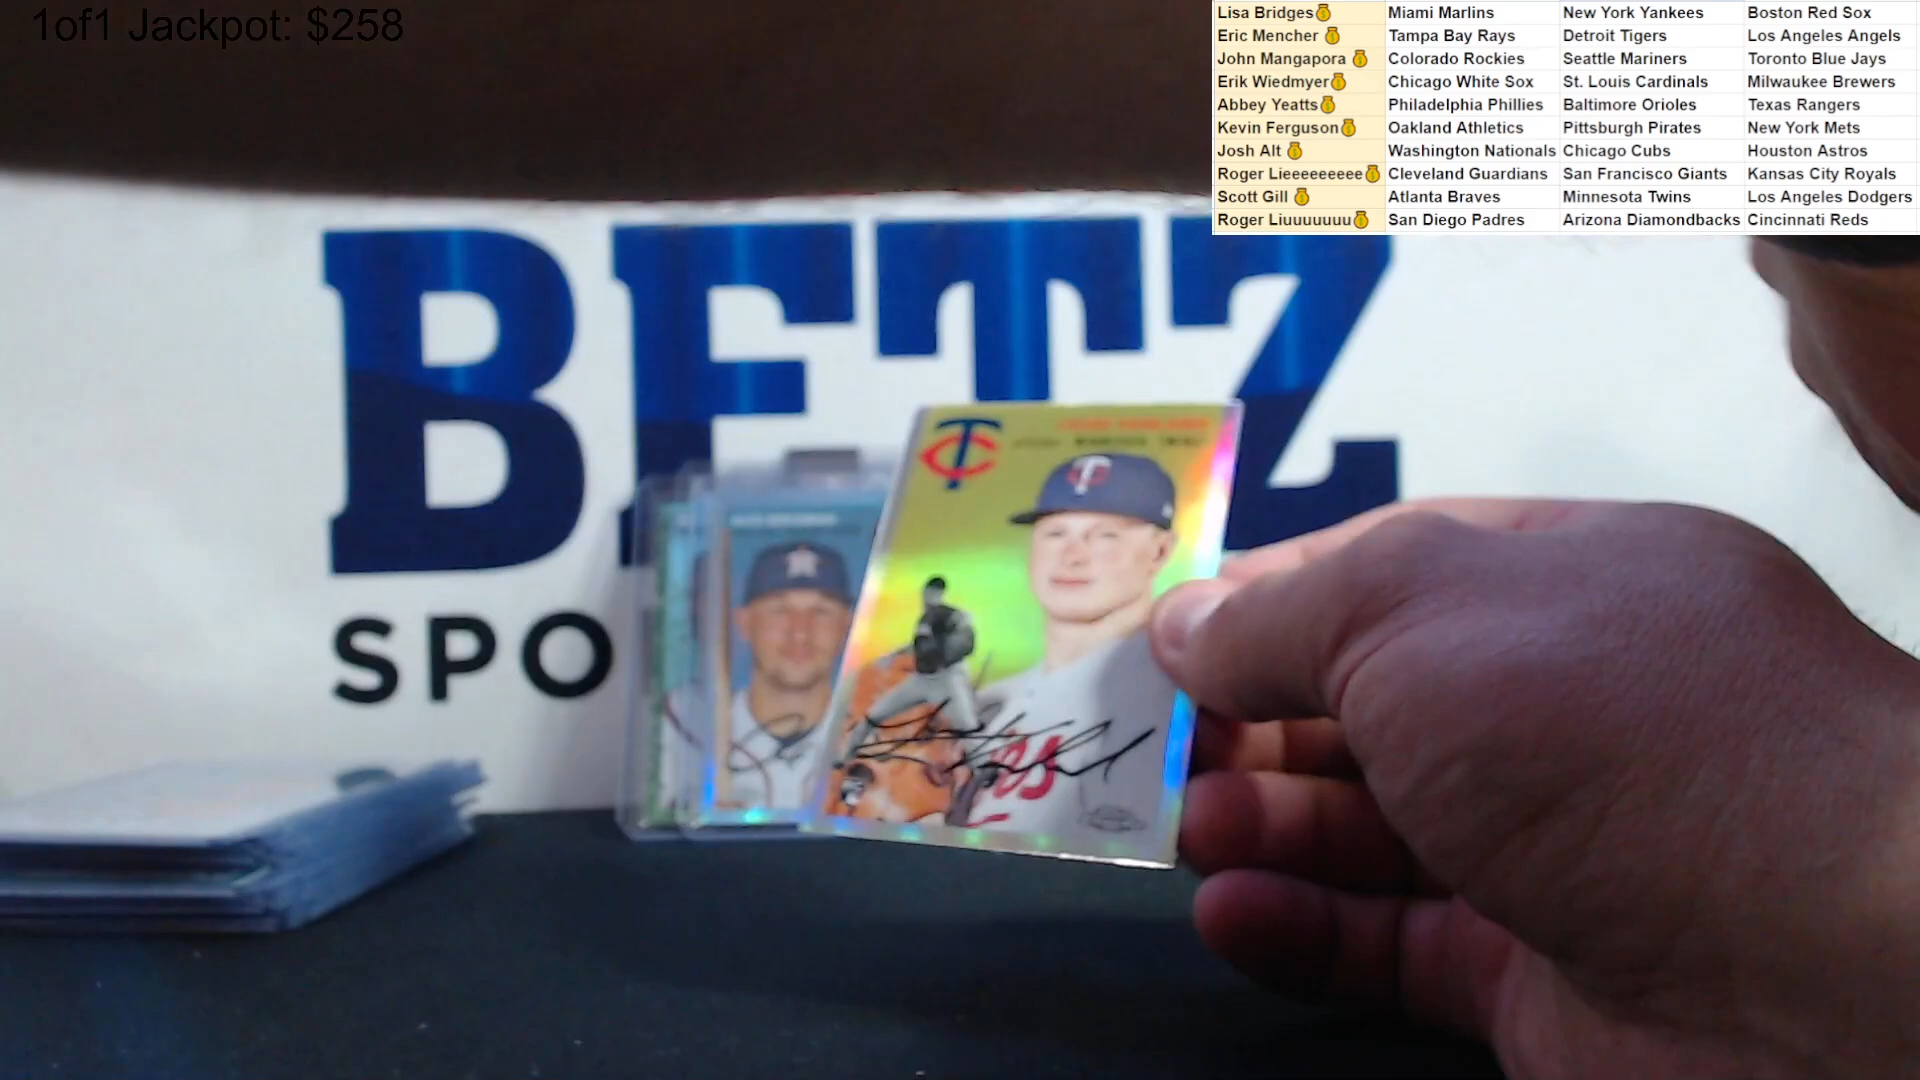 1of1 Jackpot: $258
Lisa Bridges Miami Marlins New York Yankees Boston Red Sox
Eric Mencher Tampa Bay Rays Detroit Tigers Los Angeles Angels
John Mangapora Colorado Rockies Seattle Mariners Toronto Blue Jays
Erik Wiedmyer Chicago White Sox St. Louis Cardinals Milwaukee Brewers
Abbey Yeatts Philadelphia Phillies Baltimore Orioles Texas Rangers
Kevin Ferguson Oakland Athletics Pittsburgh Pirates New York Mets
Josh Alt Washington Nationals Chicago Cubs Houston Astros
Roger Lieeeeeeeee Cleveland Guardians San Francisco Giants Kansas City Royals
Scott Gill Atlanta Braves Minnesota Twins Los Angeles Dodgers
Roger Liuuuuuuu San Diego Padres Arizona Diamondbacks Cincinnati Reds
BETZ
SPO
TC